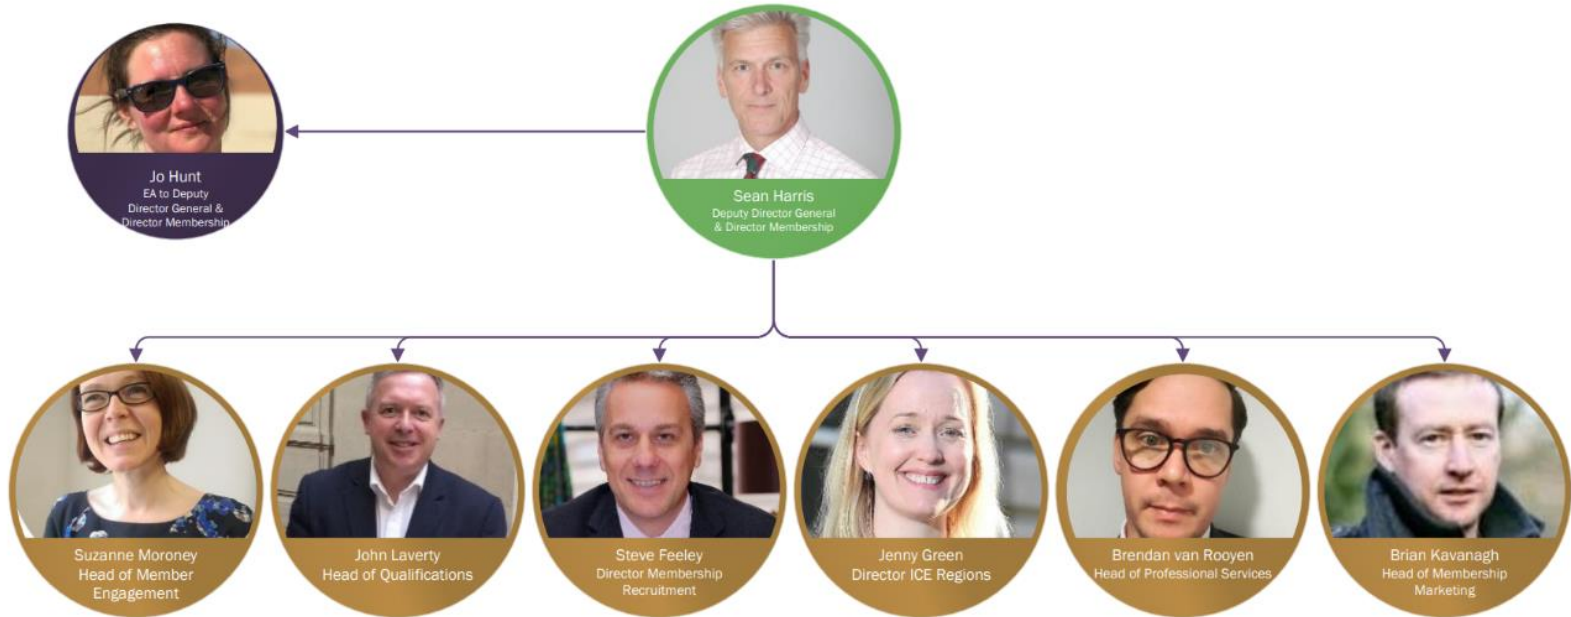 Jo Hunt
EA to Deputy
Director General &
Director Membership
Sean Harris
Deputy Director General
& Director Membership
Suzanne Moroney
Head of Member
Engagement
John Laverty
Head of Qualifications
Steve Feeley
Director Membership
Recruitment
Jenny Green
Director ICE Regions
Brendan van Rooyen
Head of Professional Services
Brian Kavanagh
Head of Membership
Marketing